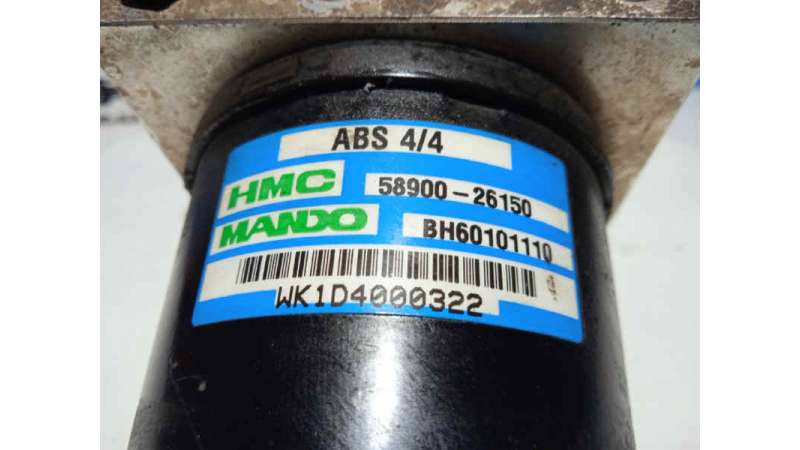 ABS 4/4
HMC 58900-26150
MANDO BH60101110
WK1D4000322